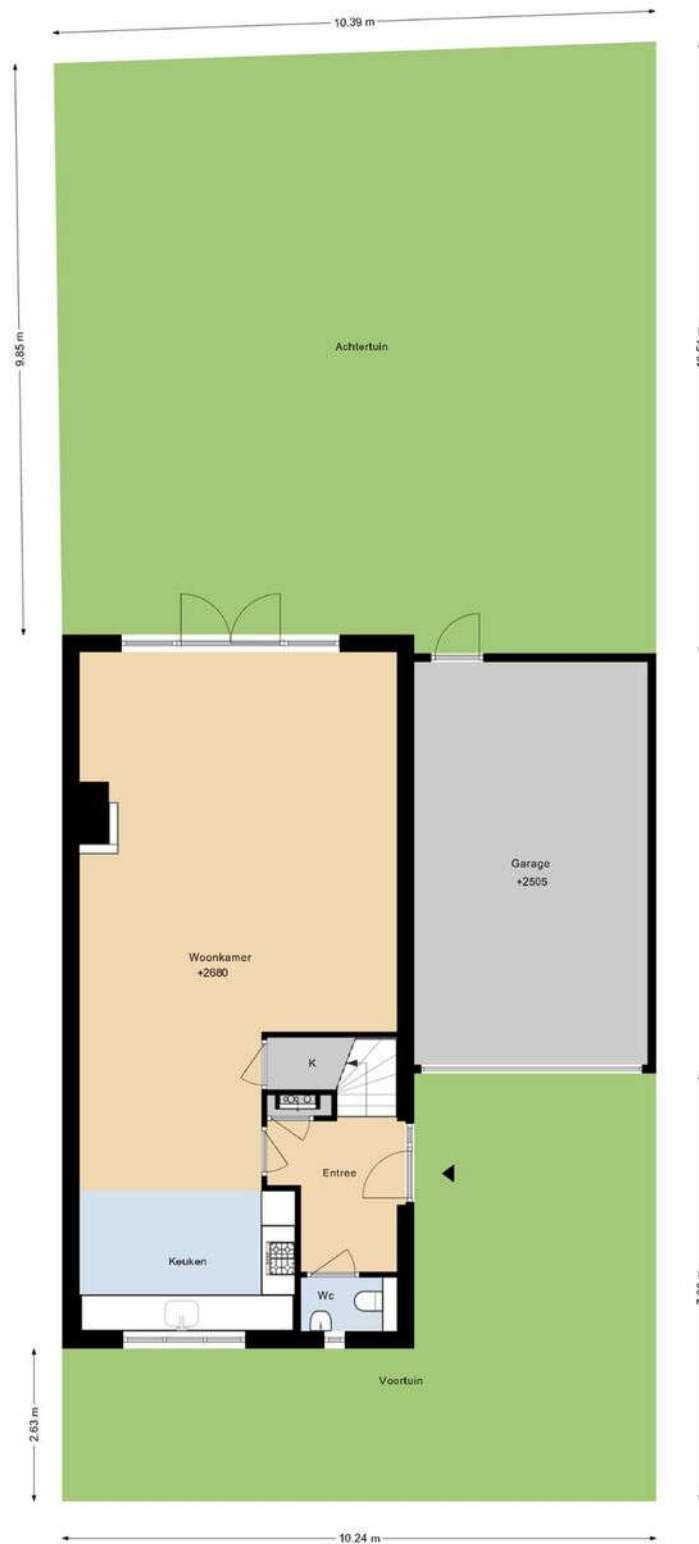 10.39 m
9.85 m
Achtertuin
Garage
+2505
Woonkamer
+2680
K
Entree
Keuken
Wc
Voortuin
2.63 m
10.24 m